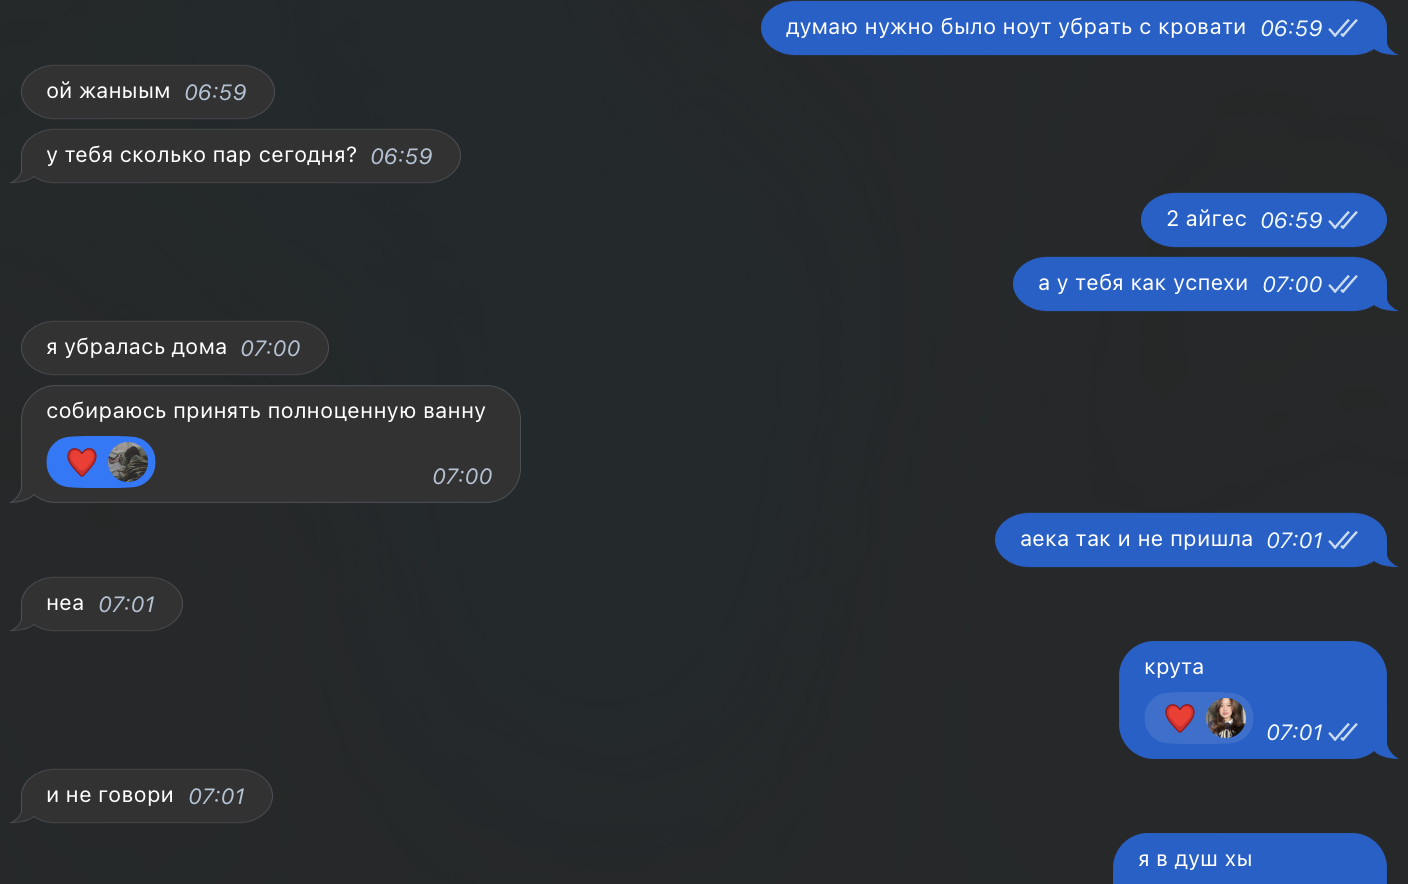 думаю нужно было ноут убрать с кровати 06:59
ой жаныым 06:59
у тебя сколько пар сегодня? 06:59
2 айгес 06:59
а у тебя как успехи 07:00
я убралась дома 07:00
собираюсь принять полноценную ванну
07:00
аека так и не пришла 07:01
неа 07:01
крута
07:01
и не говори 07:01
я в душ хы